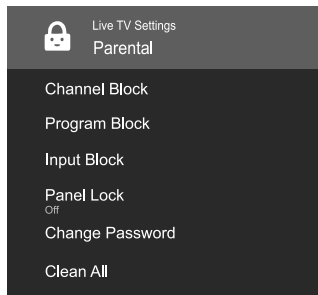 Live TV Settings
Parental
Channel Block
Program Block
Input Block
Panel Lock
Off
Change Password
Clean All